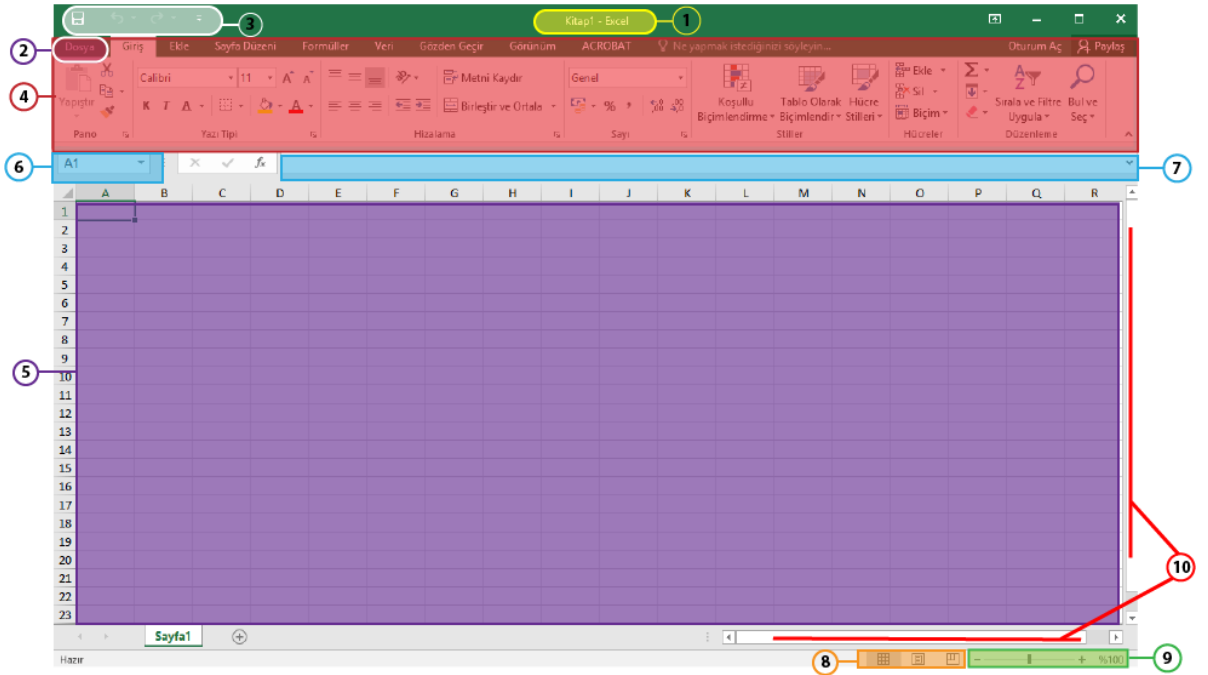 Kitap1 - Excel
3
1
2
Dosya Giriş Ekle Sayfa Düzeni Formüller Veri Gözden Geçir Görünüm ACROBAT Ne yapmak istediğinizi söyleyin... Oturum Aç Paylaş
4
Yapıştır
Calibri 11
K T A
Metni Kaydır
Birleştir ve Ortala
Genel
% ,
Koşullu Biçimlendirme
Tablo Olarak Biçimlendir
Hücre Stilleri
Ekle
Sil
Biçim
Sırala ve Filtre Uygula
Bul ve Seç
Pano Yazı Tipi Hizalama Sayı Stiller Hücreler Düzenleme
6
A1 fx
7
A B C D E F G H I J K L M N O P Q R
1
2
3
4
5
6
7
8
9
5
10
11
12
13
14
15
16
17
18
19
20
10
21
22
23
Sayfa1
Hazır
8
%100
9